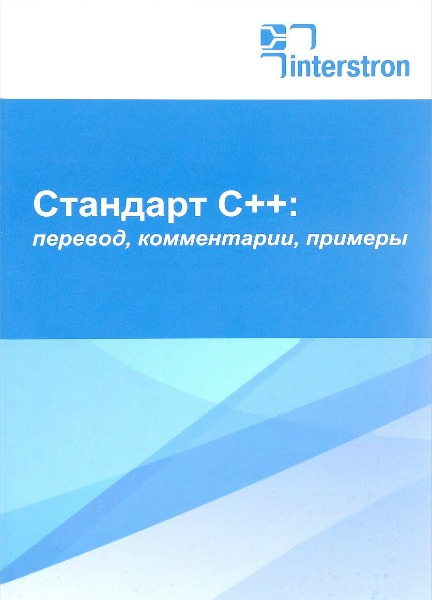 interstron
Стандарт C++:
перевод, комментарии, примеры